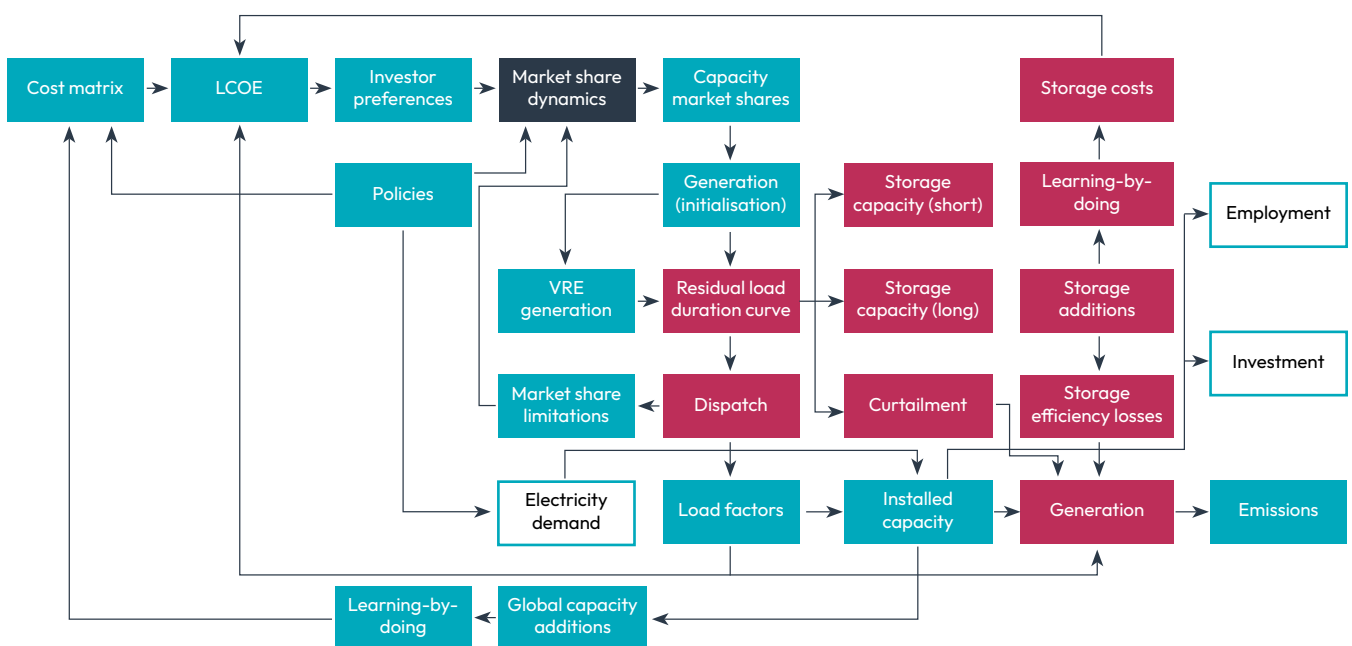 Cost matrix
LCOE
Investor
preferences
Market share
dynamics
Capacity
market shares
Storage costs
Policies
Generation
(initialisation)
Storage
capacity (short)
Learning-by-
doing
Employment
VRE
generation
Residual load
duration curve
Storage
capacity (long)
Storage
additions
Investment
Market share
limitations
Dispatch
Curtailment
Storage
efficiency losses
Electricity
demand
Load factors
Installed
capacity
Generation
Emissions
Learning-by-
doing
Global capacity
additions